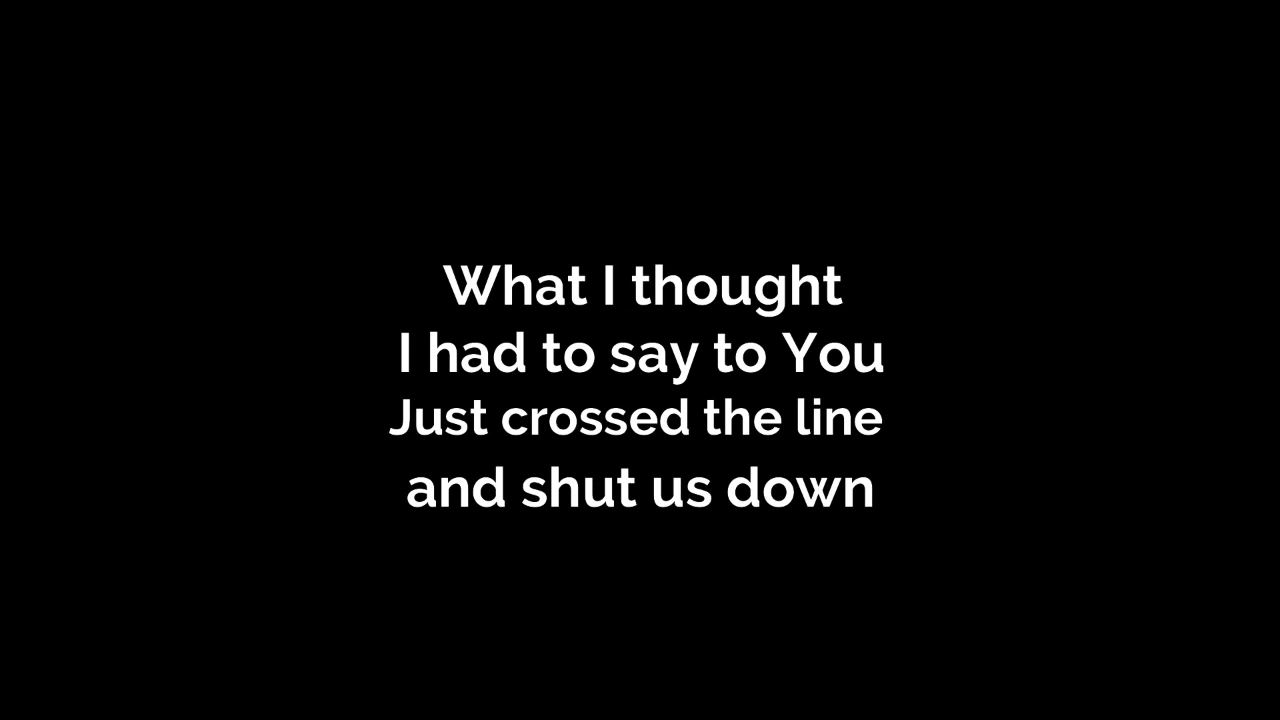 What I thought
I had to say to You
Just crossed the line
and shut us down